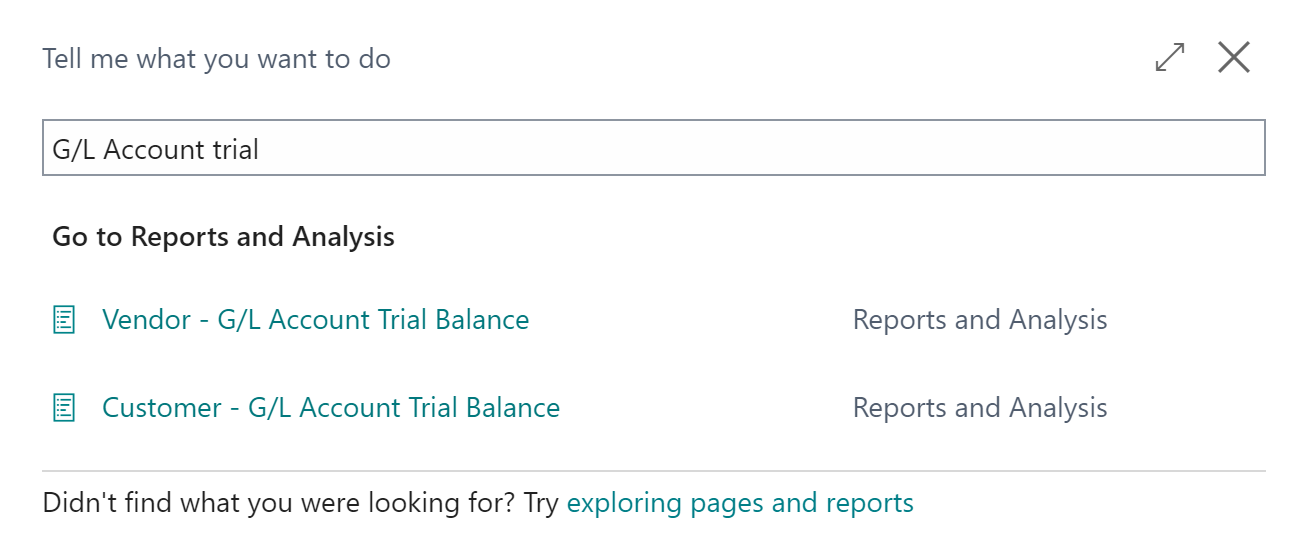 Tell me what you want to do
G/L Account trial
Go to Reports and Analysis
Vendor - G/L Account Trial Balance Reports and Analysis
Customer - G/L Account Trial Balance Reports and Analysis
Didn't find what you were looking for? Try exploring pages and reports